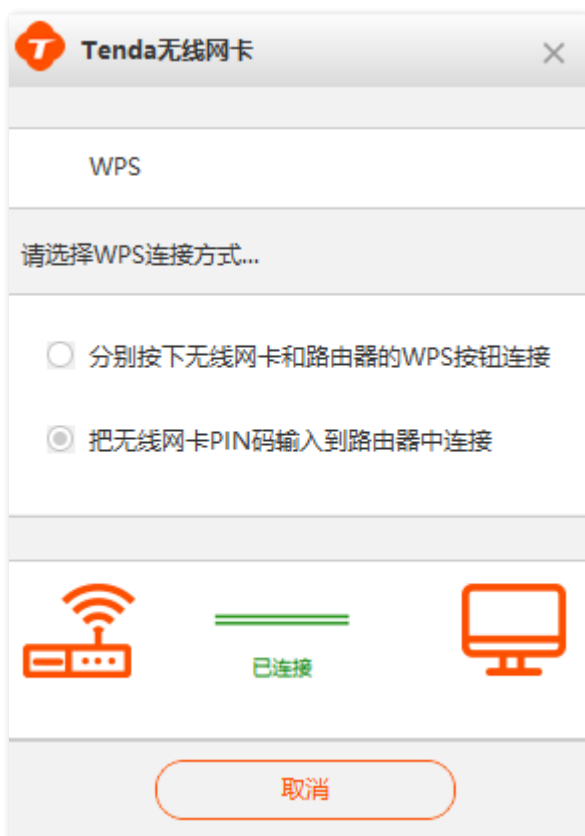 Tenda无线网卡
WPS
请选择WPS连接方式...
分别按下无线网卡和路由器的WPS按钮连接
把无线网卡PIN码输入到路由器中连接
已连接
取消